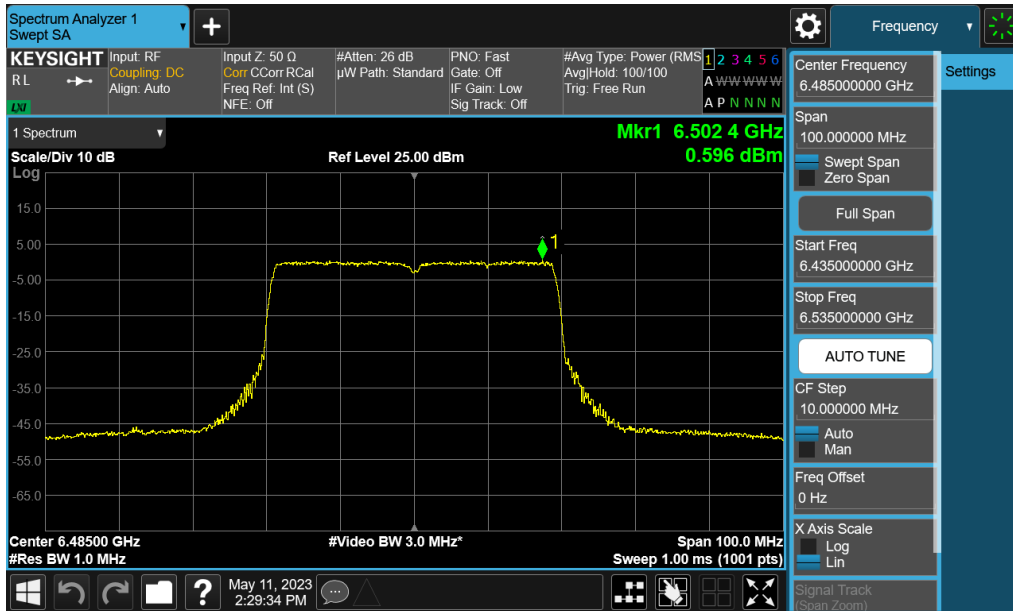 Spectrum Analyzer 1
Swept SA
+
Frequency
KEYSIGHT
R L
LXI
Input: RF
Coupling: DC
Align: Auto
Input Z: 50 Ω
Corr CCorr RCal
Freq Ref: Int (S)
NFE: Off
#Atten: 26 dB
µW Path: Standard
PNO: Fast
Gate: Off
IF Gain: Low
Sig Track: Off
#Avg Type: Power (RMS
Avg|Hold: 100/100
Trig: Free Run
1 2 3 4 5 6
A W W W W W
A P N N N N
1 Spectrum
Mkr1 6.502 4 GHz
Scale/Div 10 dB
Ref Level 25.00 dBm
0.596 dBm
Log
15.0
5.00
-5.00
-15.0
-25.0
-35.0
-45.0
-55.0
-65.0
1
Center 6.48500 GHz
#Video BW 3.0 MHz*
Span 100.0 MHz
#Res BW 1.0 MHz
Sweep 1.00 ms (1001 pts)
Center Frequency
6.485000000 GHz
Settings
Span
100.000000 MHz
Swept Span
Zero Span
Full Span
Start Freq
6.435000000 GHz
Stop Freq
6.535000000 GHz
AUTO TUNE
CF Step
10.000000 MHz
Auto
Man
Freq Offset
0 Hz
X Axis Scale
Log
Lin
Signal Track
(Span Zoom)
?
May 11, 2023
2:29:34 PM